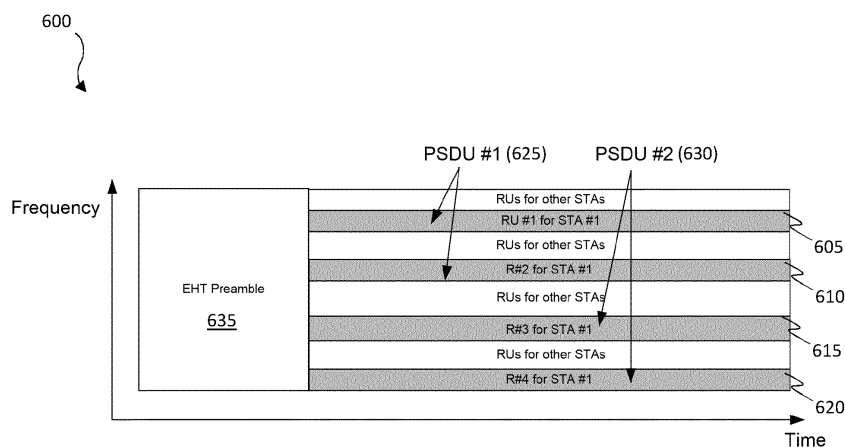 600
PSDU #1 (625)
PSDU #2 (630)
Frequency
RUs for other STAs
RU #1 for STA #1
605
RUs for other STAs
R#2 for STA #1
610
EHT Preamble
635
RUs for other STAs
R#3 for STA #1
615
RUs for other STAs
R#4 for STA #1
620
Time